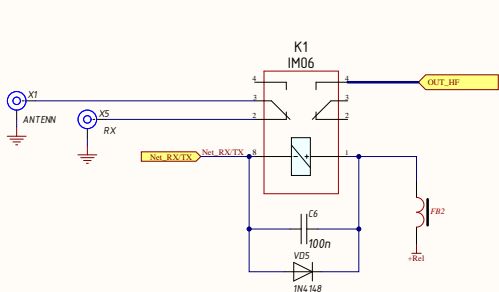 K1
IM06
4
4
OUT_HF
X1
3
3
ANTENN
X5
2
2
RX
Net_RX/TX
Net_RX/TX
8
1
C6
100n
FB2
VD5
+Rel
1N4148